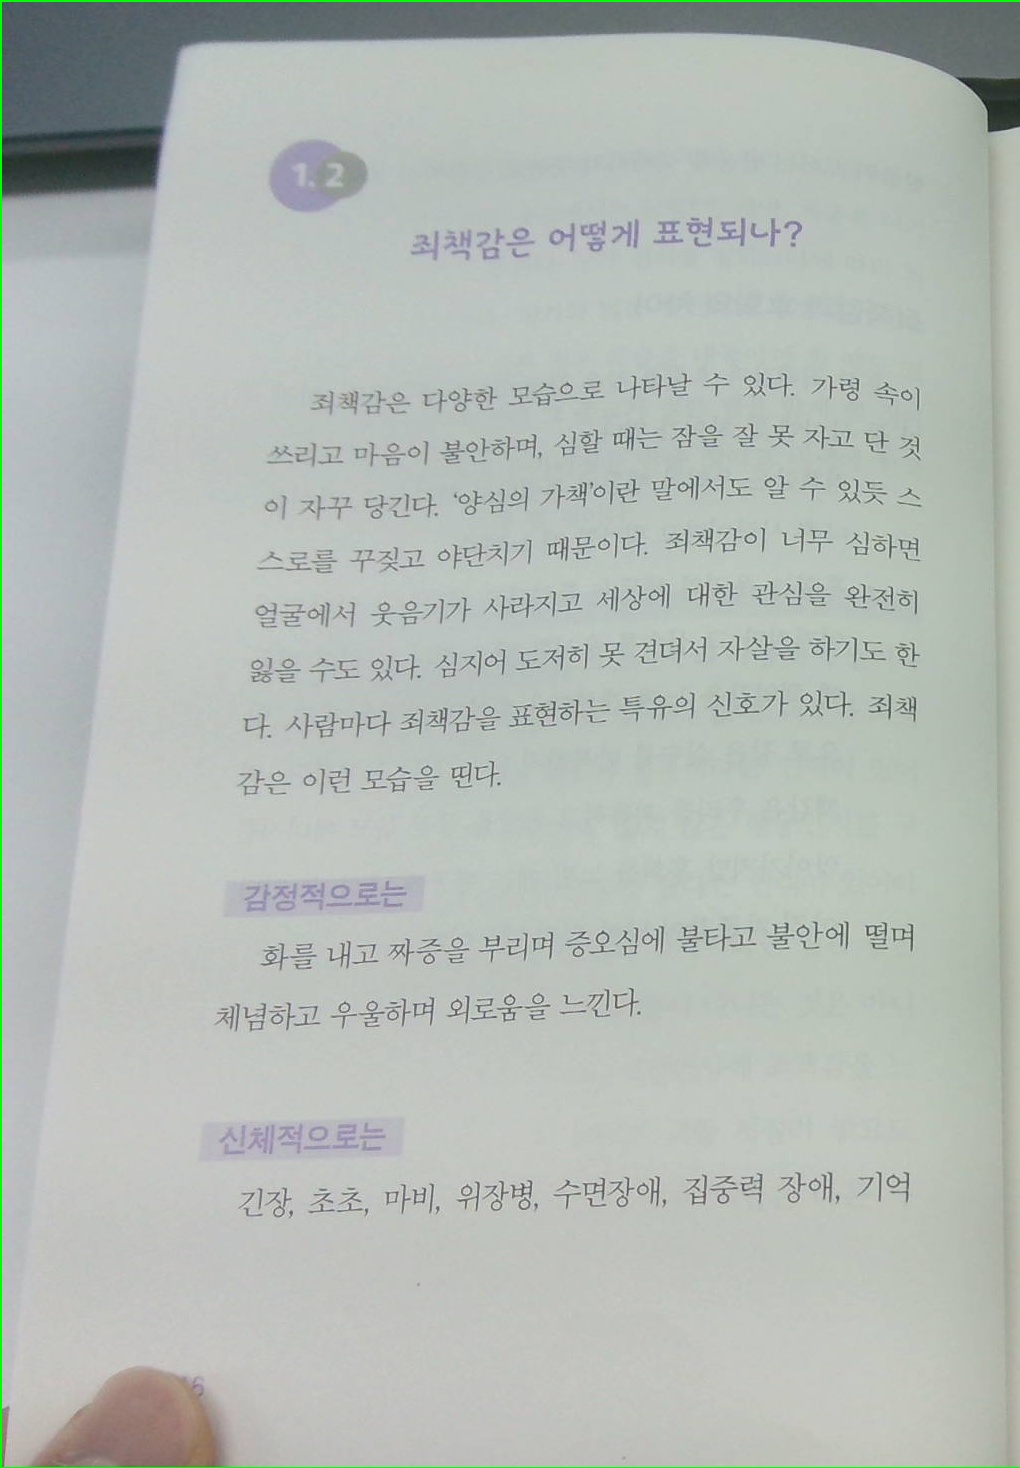 1.2
죄책감은 어떻게 표현되나?
죄책감은 다양한 모습으로 나타날 수 있다. 가령 속이
쓰리고 마음이 불안하며, 심할 때는 잠을 잘 못 자고 단 것
이 자꾸 당긴다. ‘양심의 가책’이란 말에서도 알 수 있듯 스
스로를 꾸짖고 야단치기 때문이다. 죄책감이 너무 심하면
얼굴에서 웃음기가 사라지고 세상에 대한 관심을 완전히
잃을 수도 있다. 심지어 도저히 못 견뎌서 자살을 하기도 한
다. 사람마다 죄책감을 표현하는 특유의 신호가 있다. 죄책
감은 이런 모습을 띤다.
감정적으로는
화를 내고 짜증을 부리며 증오심에 불타고 불안에 떨며
체념하고 우울하며 외로움을 느낀다.
신체적으로는
긴장, 초초, 마비, 위장병, 수면장애, 집중력 장애, 기억